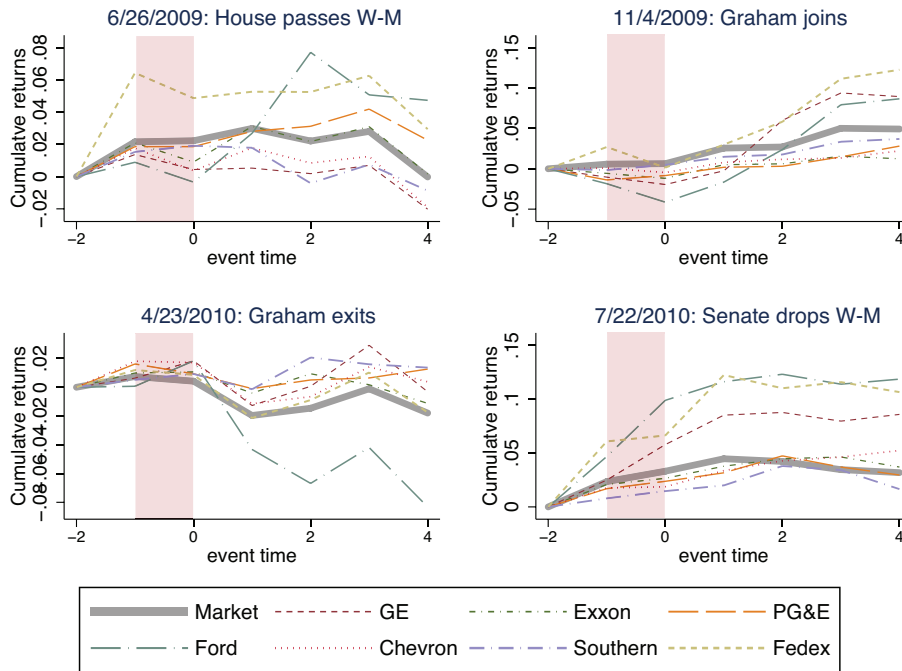 6/26/2009: House passes W-M
Cumulatve returns
-.02 0 .02 .04 .06 .08
-2 0 2 4
event time
11/4/2009: Graham joins
Cumulatve returns
-.05 0 .05 .1 .15
-2 0 2 4
event time
4/23/2010: Graham exits
Cumulatve returns
-.08-.06-.04-.02 0 .02
-2 0 2 4
event time
7/22/2010: Senate drops W-M
Cumulatve returns
0 .05 .1 .15
-2 0 2 4
event time
Market GE Exxon PG&E
Ford Chevron Southern Fedex